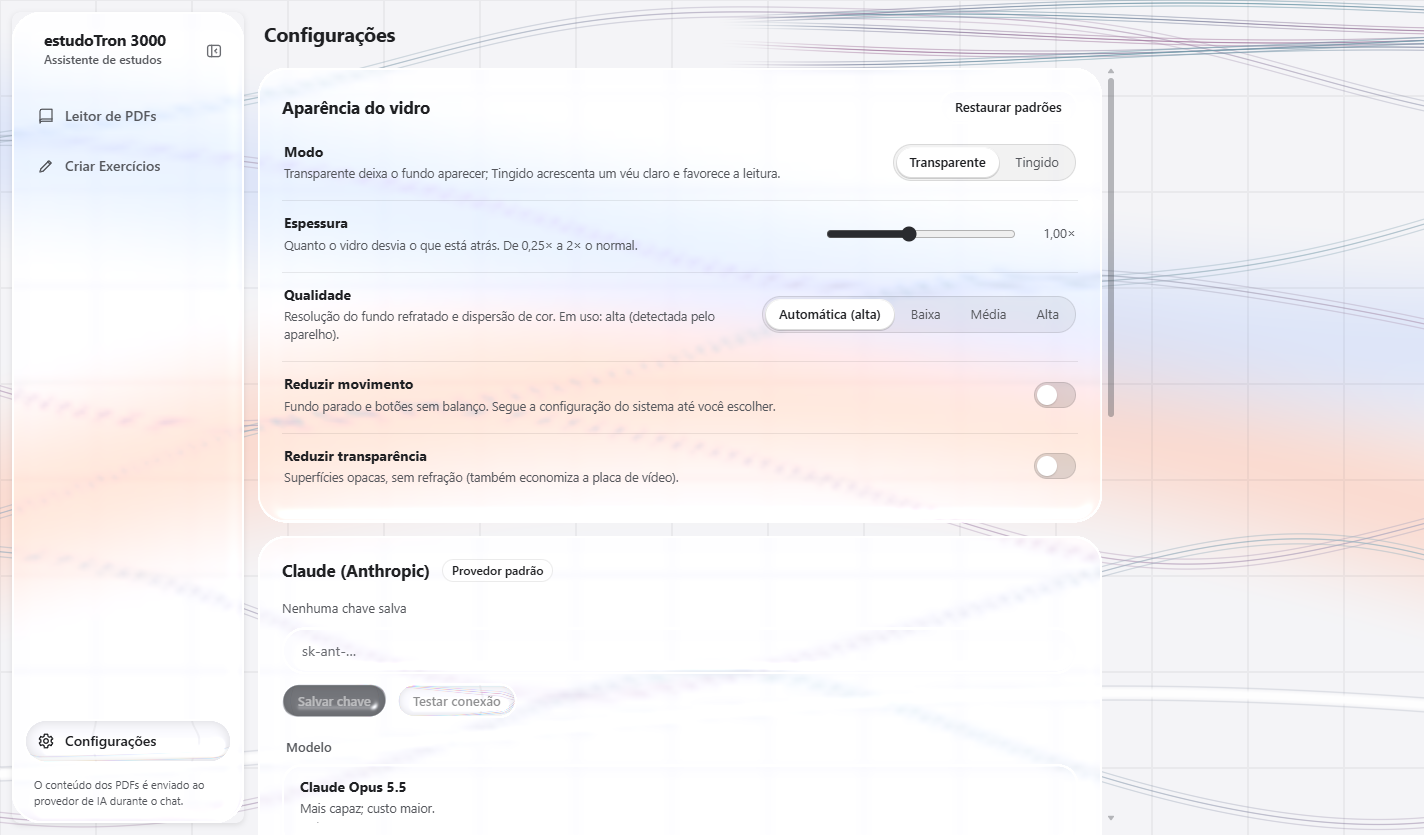 estudoTron 3000
Assistente de estudos
Leitor de PDFs
Criar Exercícios
Configurações
O conteúdo dos PDFs é enviado ao
provedor de IA durante o chat.
Configurações
Aparência do vidro
Restaurar padrões
Modo
Transparente deixa o fundo aparecer; Tingido acrescenta um véu claro e favorece a leitura.
Transparente
Tingido
Espessura
Quanto o vidro desvia o que está atrás. De 0,25× a 2× o normal.
1,00×
Qualidade
Resolução do fundo refratado e dispersão de cor. Em uso: alta (detectada pelo
aparelho).
Automática (alta)
Baixa
Média
Alta
Reduzir movimento
Fundo parado e botões sem balanço. Segue a configuração do sistema até você escolher.
Reduzir transparência
Superfícies opacas, sem refração (também economiza a placa de vídeo).
Claude (Anthropic)
Provedor padrão
Nenhuma chave salva
sk-ant-...
Salvar chave
Testar conexão
Modelo
Claude Opus 5.5
Mais capaz; custo maior.